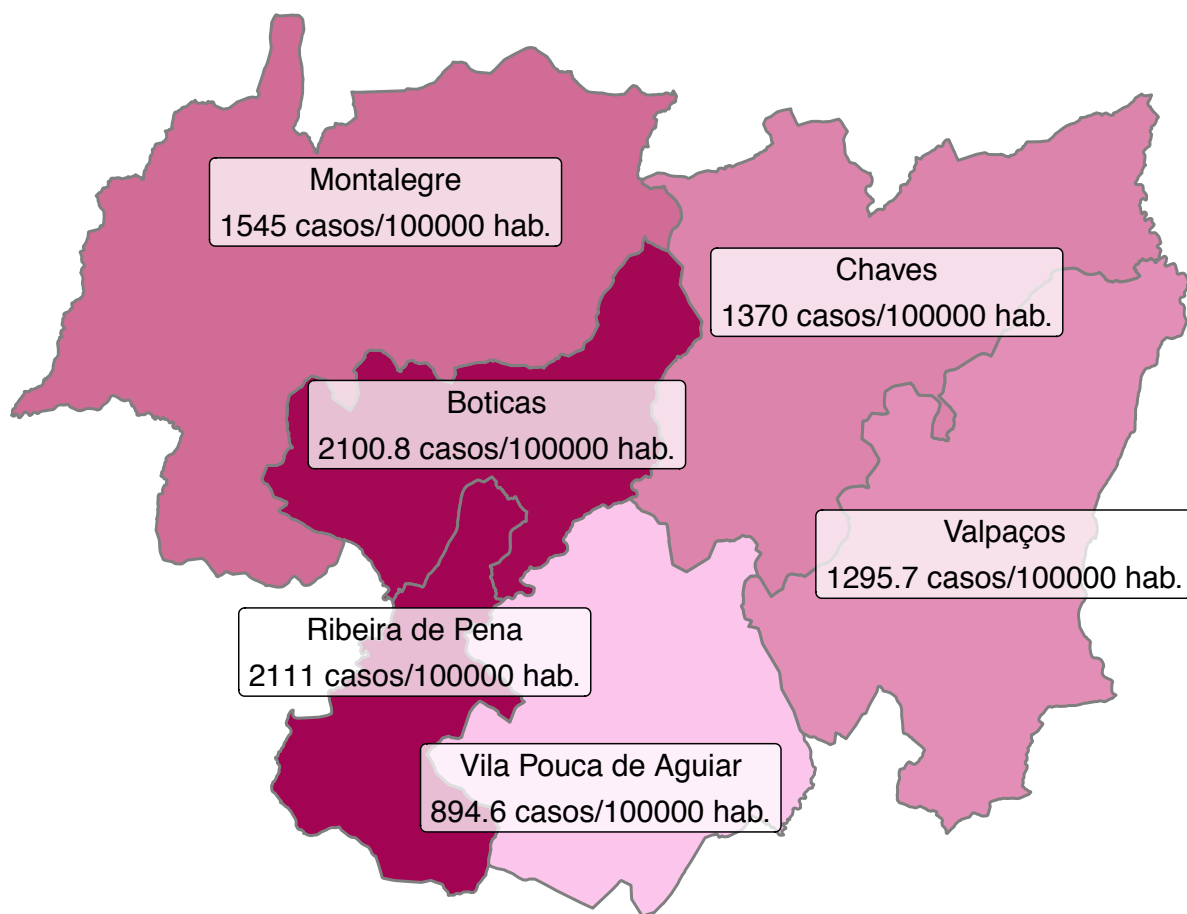 Montalegre
1545 casos/100000 hab.
Chaves
1370 casos/100000 hab.
Boticas
2100.8 casos/100000 hab.
Valpaços
1295.7 casos/100000 hab.
Ribeira de Pena
2111 casos/100000 hab.
Vila Pouca de Aguiar
894.6 casos/100000 hab.